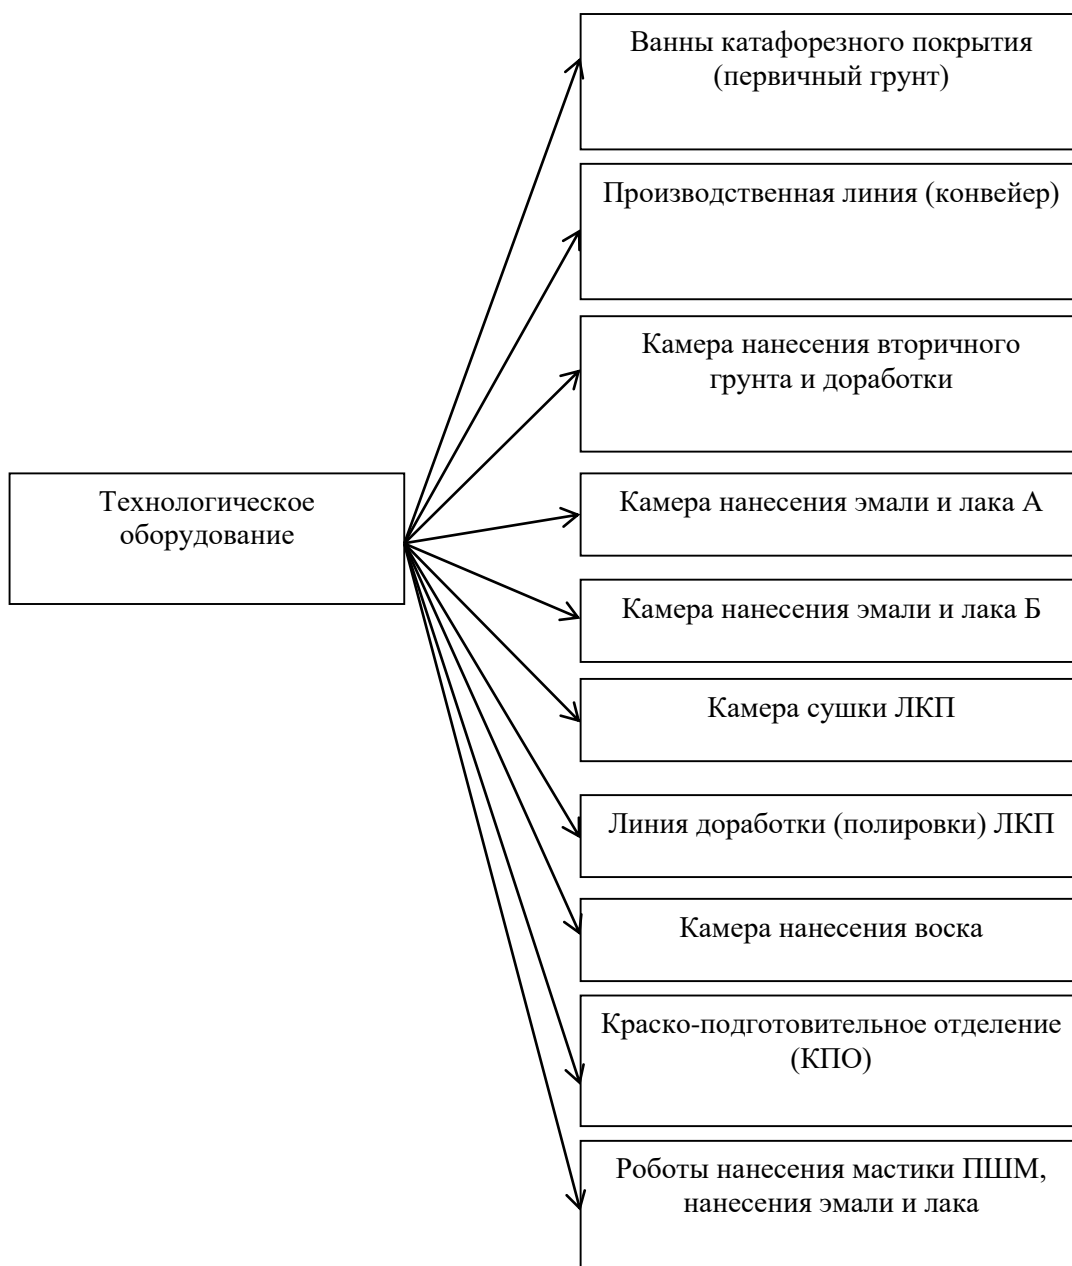 Ванны катафорезного покрытия
(первичный грунт)
Производственная линия (конвейер)
Камера нанесения вторичного
грунта и доработки
Технологическое
оборудование
Камера нанесения эмали и лака А
Камера нанесения эмали и лака Б
Камера сушки ЛКП
Линия доработки (полировки) ЛКП
Камера нанесения воска
Краско-подготовительное отделение
(КПО)
Роботы нанесения мастики ПШМ,
нанесения эмали и лака